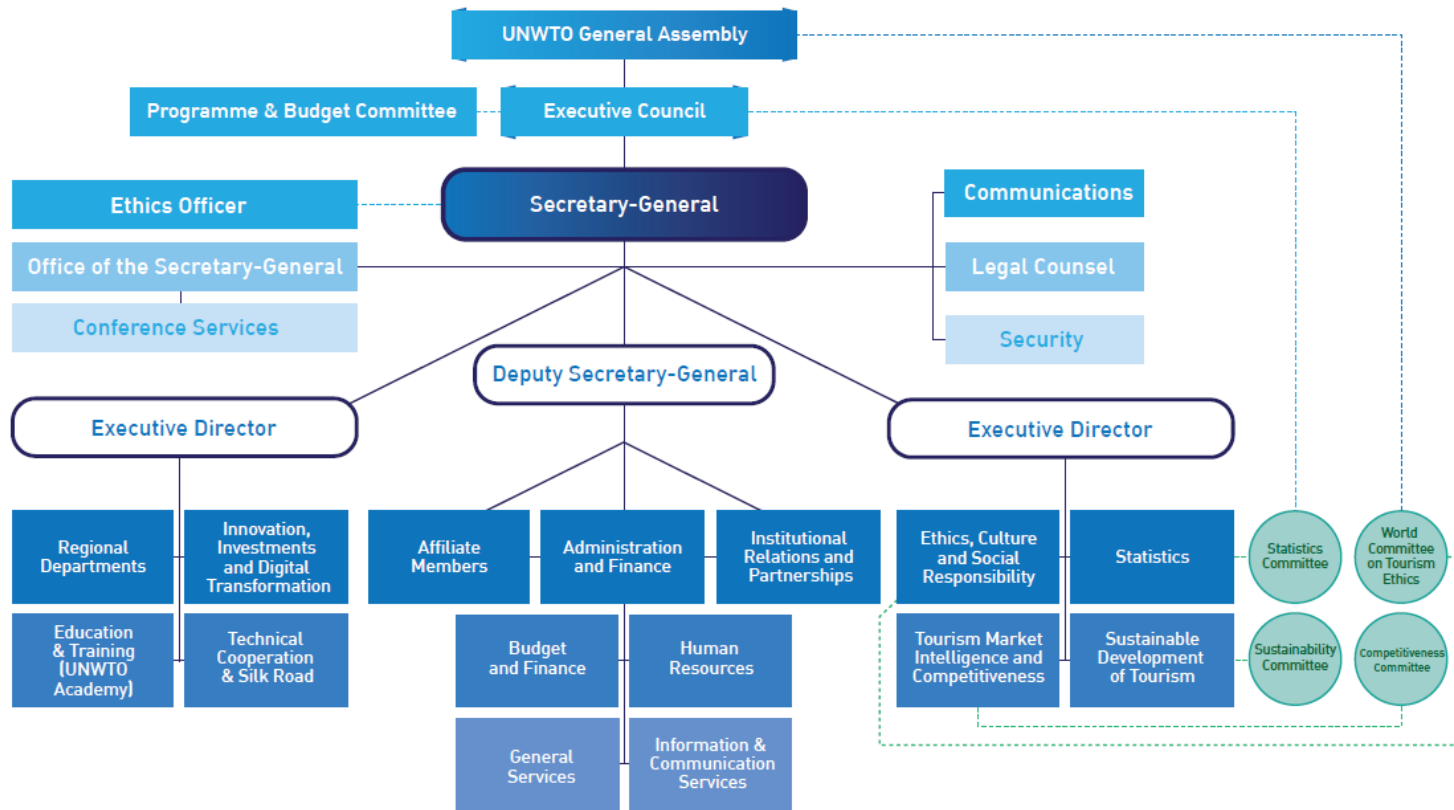 UNWTO General Assembly
Programme & Budget Committee
Executive Council
Ethics Officer
Secretary-General
Communications
Office of the Secretary-General
Legal Counsel
Conference Services
Security
Deputy Secretary-General
Executive Director
Executive Director
Regional
Departments
Innovation,
Investments
and Digital
Transformation
Affiliate
Members
Administration
and Finance
Institutional
Relations and
Partnerships
Ethics, Culture
and Social
Responsibility
Statistics
Statistics
Committee
World
Committee
on Tourism
Ethics
Education
& Training
(UNWTO
Academy)
Technical
Cooperation
& Silk Road
Budget
and Finance
Human
Resources
Tourism Market
Intelligence and
Competitiveness
Sustainable
Development
of Tourism
Sustainability
Committee
Competitiveness
Committee
General
Services
Information &
Communication
Services